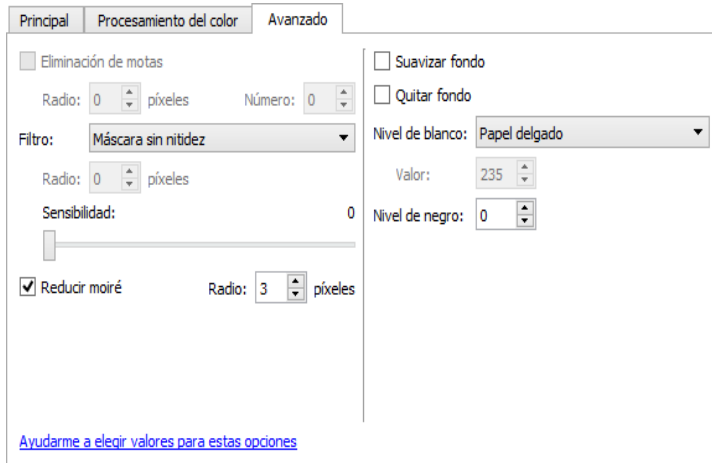 Principal Procesamiento del color Avanzado
Eliminación de motas
Radio: 0 píxeles Número: 0
Filtro: Máscara sin nitidez
Radio: 0 píxeles
Sensibilidad: 0
Reducir moiré Radio: 3 píxeles
Suavizar fondo
Quitar fondo
Nivel de blanco: Papel delgado
Valor: 235
Nivel de negro: 0
Ayudarme a elegir valores para estas opciones